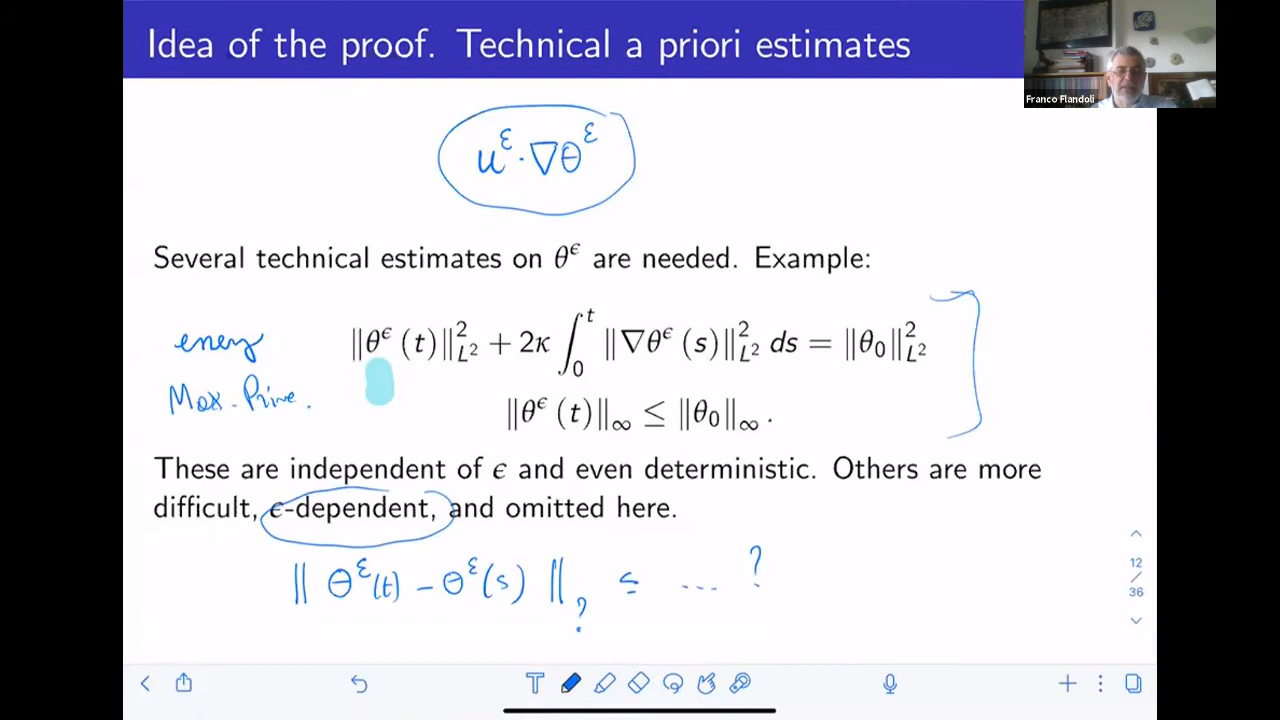 Idea of the proof. Technical a priori estimates
Franco Flandoli
u^ε · ∇θ^ε
Several technical estimates on θ^ϵ are needed. Example:
energy
‖θ^ϵ (t)‖²_{L²} + 2κ ∫_0^t ‖∇θ^ϵ (s)‖²_{L²} ds = ‖θ_0‖²_{L²}
Max. Princ.
‖θ^ϵ (t)‖_∞ ≤ ‖θ_0‖_∞ .
These are independent of ϵ and even deterministic. Others are more
difficult, ϵ-dependent, and omitted here.
‖ θ^ε(t) − θ^ε(s) ‖_? ≤ ... ?
12
/
36
T